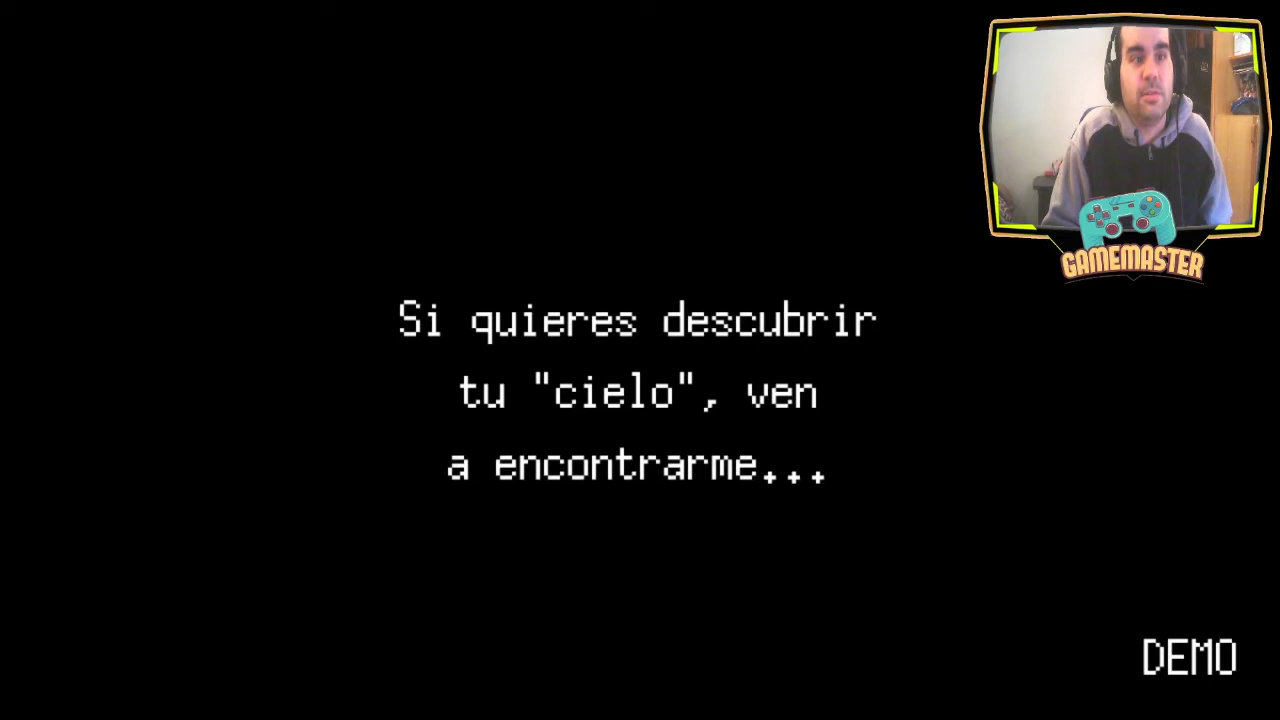 GAMEMASTER
Si quieres descubrir
tu "cielo", ven
a encontrarme...
DEMO